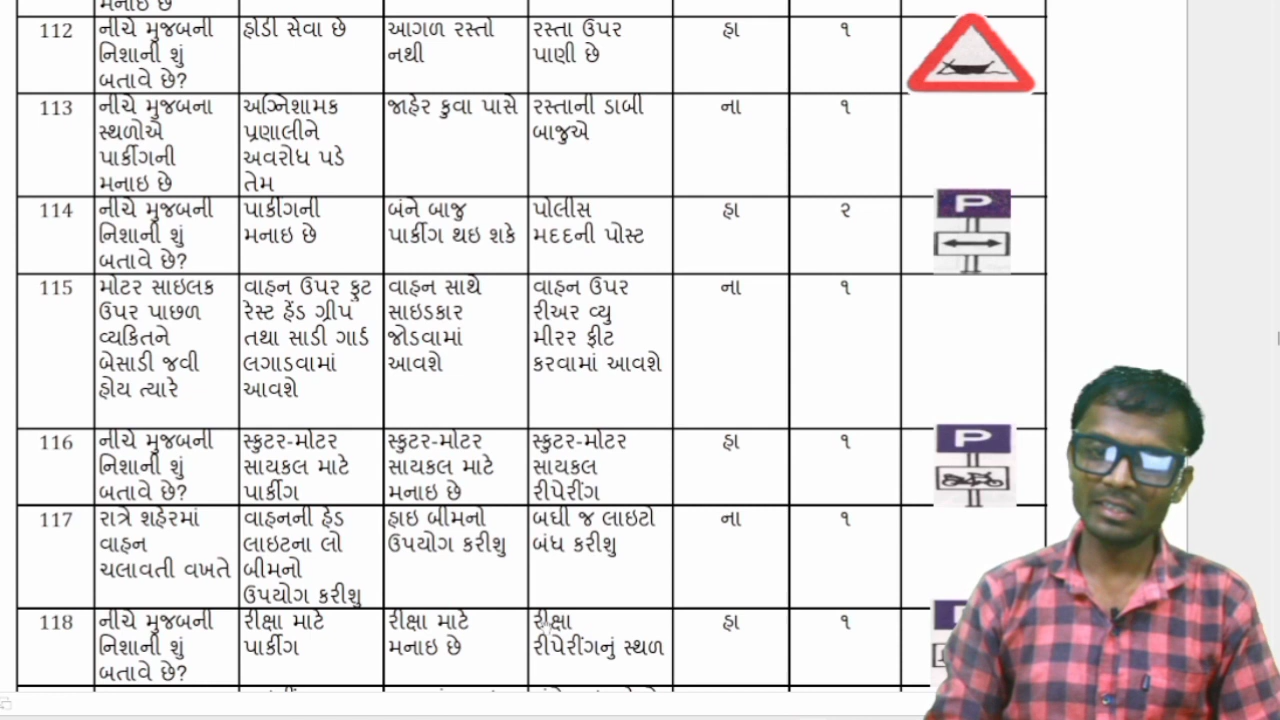 મનાઇ છે
112
નીચે મુજબની
નિશાની શું
બતાવે છે?
હોડી સેવા છે
આગળ રસ્તો
નથી
રસ્તા ઉપર
પાણી છે
હા
૧
113
નીચે મુજબના
સ્થળોએ
પાર્કીગની
મનાઇ છે
અગ્નિશામક
પ્રણાલીને
અવરોધ પડે
તેમ
જાહેર કુવા પાસે
રસ્તાની ડાબી
બાજુએ
ના
૧
114
નીચે મુજબની
નિશાની શું
બતાવે છે?
પાર્કીગની
મનાઇ છે
બંને બાજુ
પાર્કીગ થઇ શકે
પોલીસ
મદદની પોસ્ટ
હા
૨
P
115
મોટર સાઇલક
ઉપર પાછળ
વ્યકિતને
બેસાડી જવી
હોય ત્યારે
વાહન ઉપર ફુટ
રેસ્ટ હેંડ ગ્રીપ
તથા સાડી ગાર્ડ
લગાડવામાં
આવશે
વાહન સાથે
સાઇડકાર
જોડવામાં
આવશે
વાહન ઉપર
રીઅર વ્યુ
મીરર ફીટ
કરવામાં આવશે
ના
૧
116
નીચે મુજબની
નિશાની શું
બતાવે છે?
સ્કુટર-મોટર
સાયકલ માટે
પાર્કીગ
સ્કુટર-મોટર
સાયકલ માટે
મનાઇ છે
સ્કુટર-મોટર
સાયકલ
રીપેરીંગ
હા
૧
P
117
રાત્રે શહેરમાં
વાહન
ચલાવતી વખતે
વાહનની હેડ
લાઇટના લો
બીમનો
ઉપયોગ કરીશુ
હાઇ બીમનો
ઉપયોગ કરીશુ
બધી જ લાઇટો
બંધ કરીશુ
ના
૧
118
નીચે મુજબની
નિશાની શું
બતાવે છે?
રીક્ષા માટે
પાર્કીગ
રીક્ષા માટે
મનાઇ છે
રીક્ષા
રીપેરીંગનું સ્થળ
હા
૧